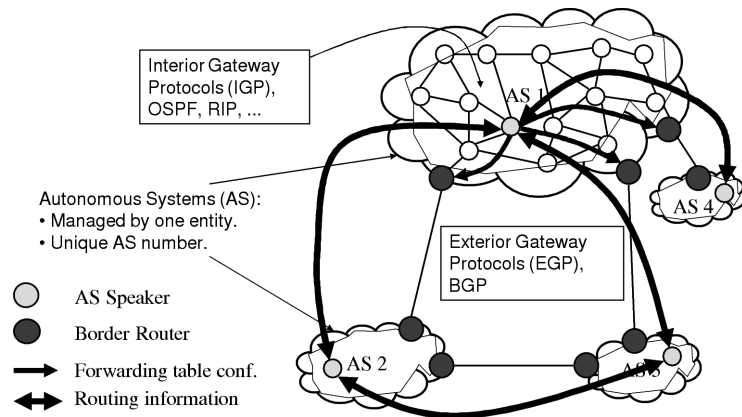 Interior Gateway
Protocols (IGP),
OSPF, RIP, ...
AS 1
AS 4
Autonomous Systems (AS):
• Managed by one entity.
• Unique AS number.
Exterior Gateway
Protocols (EGP),
BGP
AS Speaker
Border Router
AS 2
Forwarding table conf.
Routing information